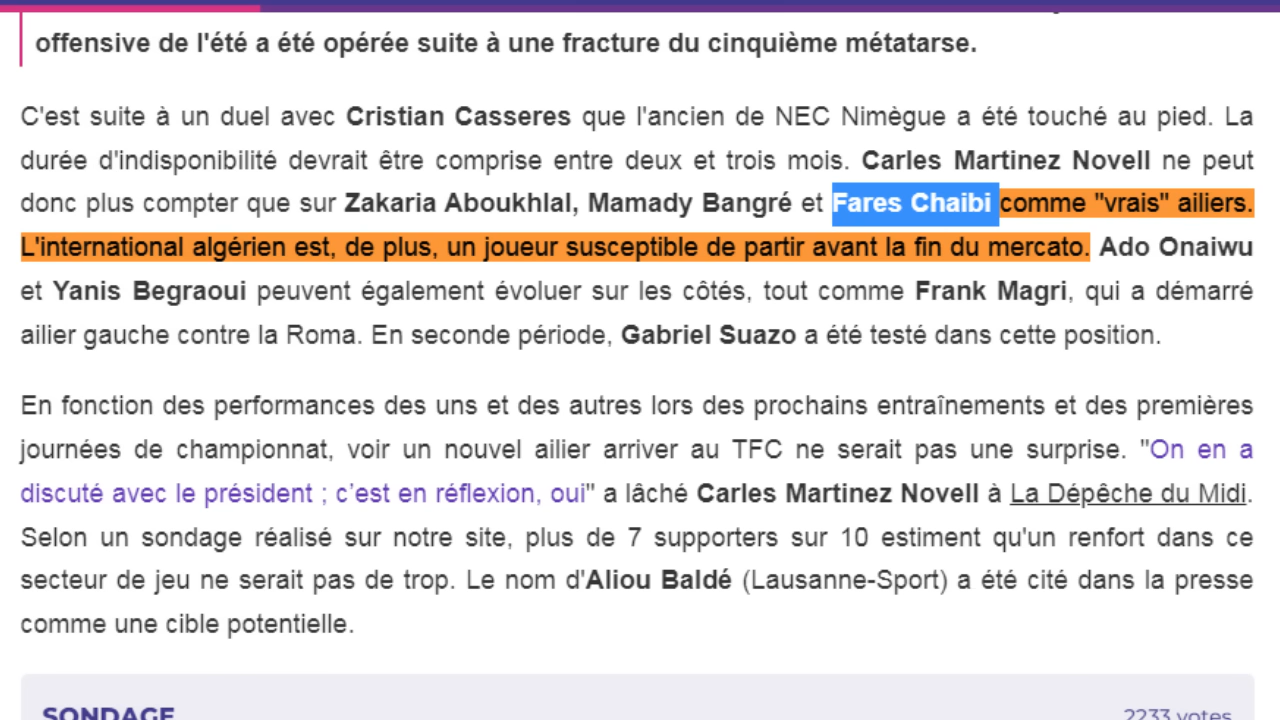 offensive de l'été a été opérée suite à une fracture du cinquième métatarse.
C'est suite à un duel avec Cristian Casseres que l'ancien de NEC Nimègue a été touché au pied. La
durée d'indisponibilité devrait être comprise entre deux et trois mois. Carles Martinez Novell ne peut
donc plus compter que sur Zakaria Aboukhlal, Mamady Bangré et Fares Chaibi comme "vrais" ailiers.
L'international algérien est, de plus, un joueur susceptible de partir avant la fin du mercato. Ado Onaiwu
et Yanis Begraoui peuvent également évoluer sur les côtés, tout comme Frank Magri, qui a démarré
ailier gauche contre la Roma. En seconde période, Gabriel Suazo a été testé dans cette position.
En fonction des performances des uns et des autres lors des prochains entraînements et des premières
journées de championnat, voir un nouvel ailier arriver au TFC ne serait pas une surprise. "On en a
discuté avec le président ; c’est en réflexion, oui" a lâché Carles Martinez Novell à La Dépêche du Midi.
Selon un sondage réalisé sur notre site, plus de 7 supporters sur 10 estiment qu'un renfort dans ce
secteur de jeu ne serait pas de trop. Le nom d'Aliou Baldé (Lausanne-Sport) a été cité dans la presse
comme une cible potentielle.
SONDAGE 2233 votes